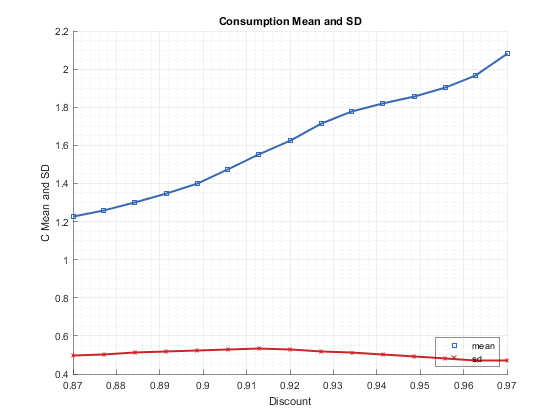 Consumption Mean and SD
2.2
2
1.8
1.6
1.4
1.2
1
0.8
0.6
0.4
C Mean and SD
mean
sd
0.87 0.88 0.89 0.9 0.91 0.92 0.93 0.94 0.95 0.96 0.97
Discount